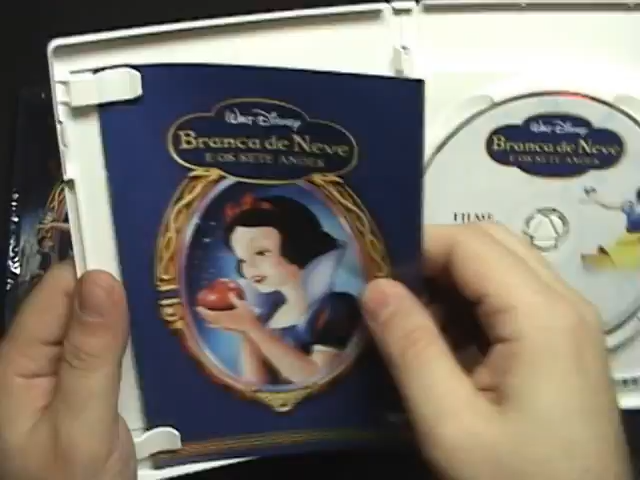 Walt Disney
Branca de Neve
E OS SETE ANÕES
Walt Disney
Branca de Neve
E OS SETE ANÕES
FILME